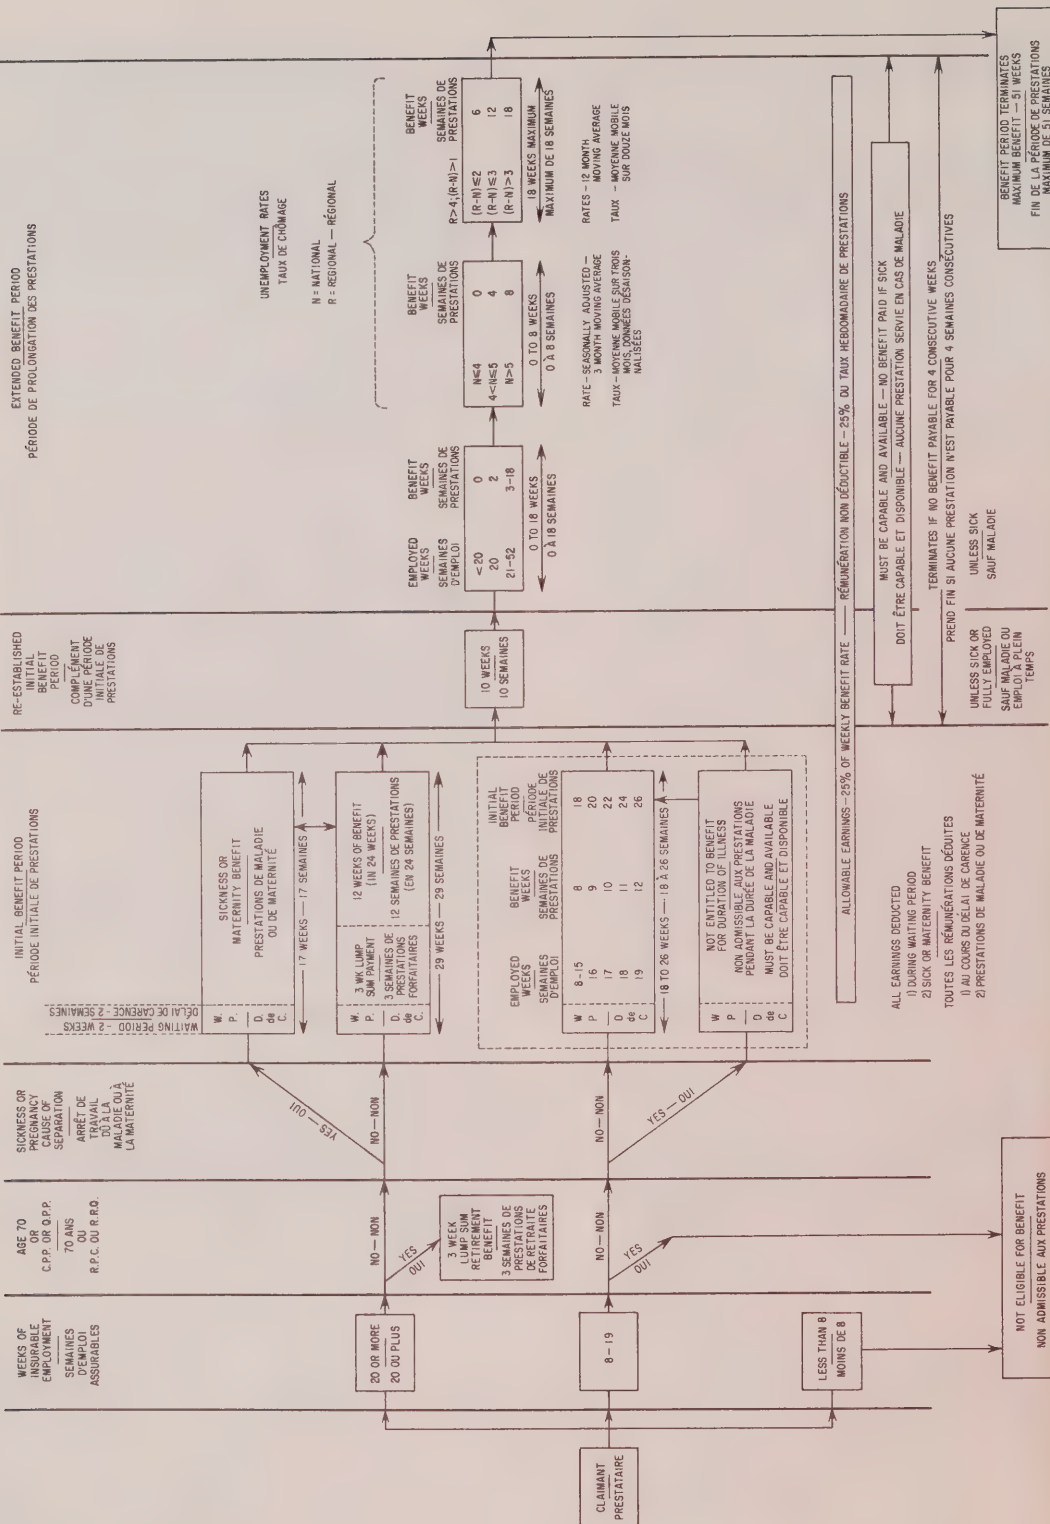 CLAIMANT
PRESTATAIRE
WEEKS OF
INSURABLE
EMPLOYMENT
SEMAINES
D'EMPLOI
ASSURABLES
20 OR MORE
20 OU PLUS
8-19
LESS THAN 8
MOINS DE 8
AGE 70
OR
C.P.P. OR Q.P.P.
70 ANS
OU
R.P.C. OU R.R.Q.
NO — NON
YES
OUI
3 WEEK
LUMP SUM
RETIREMENT
BENEFIT
3 SEMAINES DE
PRESTATIONS
DE RETRAITE
FORFAITAIRES
NO — NON
YES
OUI
NOT ELIGIBLE FOR BENEFIT
NON ADMISSIBLE AUX PRESTATIONS
SICKNESS OR
PREGNANCY
CAUSE OF
SEPARATION
ARRÊT DE
TRAVAIL
DÛ À LA
MALADIE OU À
LA MATERNITÉ
YES — OUI
NO — NON
NO — NON
YES — OUI
INITIAL BENEFIT PERIOD
PÉRIODE INITIALE DE PRESTATIONS
WAITING PERIOD - 2 WEEKS
DÉLAI DE CARENCE - 2 SEMAINES
W.
P.
D.
de
C.
SICKNESS OR
MATERNITY BENEFIT
PRESTATIONS DE MALADIE
OU DE MATERNITÉ
17 WEEKS — 17 SEMAINES
W.
P.
D.
de
C.
3 WK LUMP
SUM PAYMENT
3 SEMAINES DE
PRESTATIONS
FORFAITAIRES
12 WEEKS OF BENEFIT
(IN 24 WEEKS)
12 SEMAINES DE PRESTATIONS
(EN 24 SEMAINES)
29 WEEKS — 29 SEMAINES
EMPLOYED
WEEKS
SEMAINES
D'EMPLOI
BENEFIT
WEEKS
SEMAINES DE
PRESTATIONS
INITIAL
BENEFIT
PERIOD
PÉRIODE
INITIALE DE
PRESTATIONS
W
P
D
de
C
8-15 8 18
16 9 20
17 10 22
18 11 24
19 12 26
18 TO 26 WEEKS — 18 À 26 SEMAINES
W
P
D
de
C
NOT ENTITLED TO BENEFIT
FOR DURATION OF ILLNESS
NON ADMISSIBLE AUX PRESTATIONS
PENDANT LA DURÉE DE LA MALADIE
MUST BE CAPABLE AND AVAILABLE
DOIT ÊTRE CAPABLE ET DISPONIBLE
ALL EARNINGS DEDUCTED
1) DURING WAITING PERIOD
2) SICK OR MATERNITY BENEFIT
TOUTES LES RÉMUNÉRATIONS DÉDUITES
1) AU COURS DU DÉLAI DE CARENCE
2) PRESTATIONS DE MALADIE OU DE MATERNITÉ
RE-ESTABLISHED
INITIAL
BENEFIT
PERIOD
COMPLÉMENT
D'UNE PÉRIODE
INITIALE DE
PRESTATIONS
10 WEEKS
10 SEMAINES
UNLESS SICK OR
FULLY EMPLOYED
SAUF MALADIE OU
EMPLOI À PLEIN
TEMPS
EXTENDED BENEFIT PERIOD
PÉRIODE DE PROLONGATION DES PRESTATIONS
UNEMPLOYMENT RATES
TAUX DE CHÔMAGE
N = NATIONAL
R = REGIONAL — RÉGIONAL
EMPLOYED
WEEKS
SEMAINES
D'EMPLOI
BENEFIT
WEEKS
SEMAINES DE
PRESTATIONS
<20 0
20 2
21-52 3-18
0 TO 18 WEEKS
0 À 18 SEMAINES
BENEFIT
WEEKS
SEMAINES DE
PRESTATIONS
N≤4 0
4<N≤5 4
N>5 8
0 TO 8 WEEKS
0 À 8 SEMAINES
RATE — SEASONALLY ADJUSTED —
3 MONTH MOVING AVERAGE
TAUX — MOYENNE MOBILE SUR TROIS
MOIS, DONNÉES DÉSAISON-
NALISÉES
BENEFIT
WEEKS
SEMAINES DE
PRESTATIONS
R>4;(R-N)>1
(R-N)≤2 6
(R-N)≤3 12
(R-N)>3 18
18 WEEKS MAXIMUM
MAXIMUM DE 18 SEMAINES
RATES — 12 MONTH
MOVING AVERAGE
TAUX — MOYENNE MOBILE
SUR DOUZE MOIS
ALLOWABLE EARNINGS — 25% OF WEEKLY BENEFIT RATE — RÉMUNÉRATION NON DÉDUCTIBLE — 25% DU TAUX HEBDOMADAIRE DE PRESTATIONS
MUST BE CAPABLE AND AVAILABLE — NO BENEFIT PAID IF SICK
DOIT ÊTRE CAPABLE ET DISPONIBLE — AUCUNE PRESTATION SERVIE EN CAS DE MALADIE
TERMINATES IF NO BENEFIT PAYABLE FOR 4 CONSECUTIVE WEEKS
PREND FIN SI AUCUNE PRESTATION N'EST PAYABLE POUR 4 SEMAINES CONSÉCUTIVES
UNLESS SICK
SAUF MALADIE
BENEFIT PERIOD TERMINATES
MAXIMUM BENEFIT — 51 WEEKS
FIN DE LA PÉRIODE DE PRESTATIONS
MAXIMUM DE 51 SEMAINES